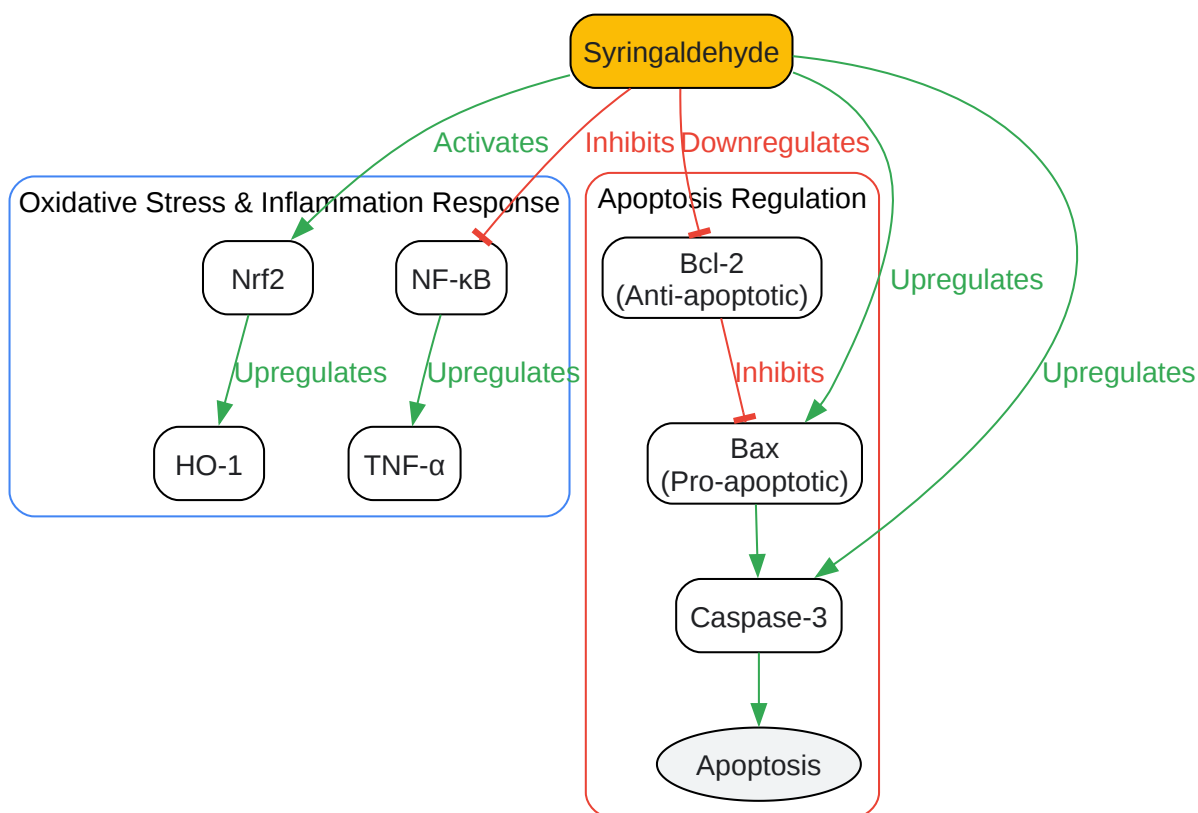 Syringaldehyde
Activates
Inhibits
Downregulates
Oxidative Stress & Inflammation Response
Apoptosis Regulation
Nrf2
NF-κB
Bcl-2
(Anti-apoptotic)
Upregulates
Upregulates
Upregulates
Inhibits
Upregulates
HO-1
TNF-α
Bax
(Pro-apoptotic)
Caspase-3
Apoptosis